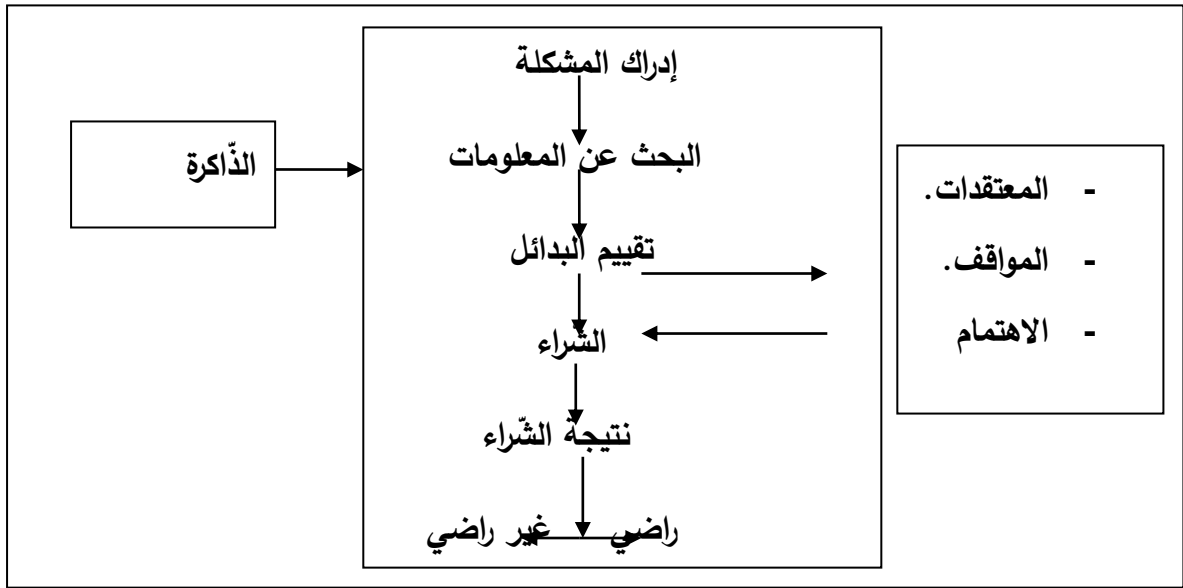 إدراك المشكلة
البحث عن المعلومات
الذّاكرة
- المعتقدات.
تقييم البدائل
- المواقف.
الشّراء
- الاهتمام
نتيجة الشّراء
راضي غير راضي